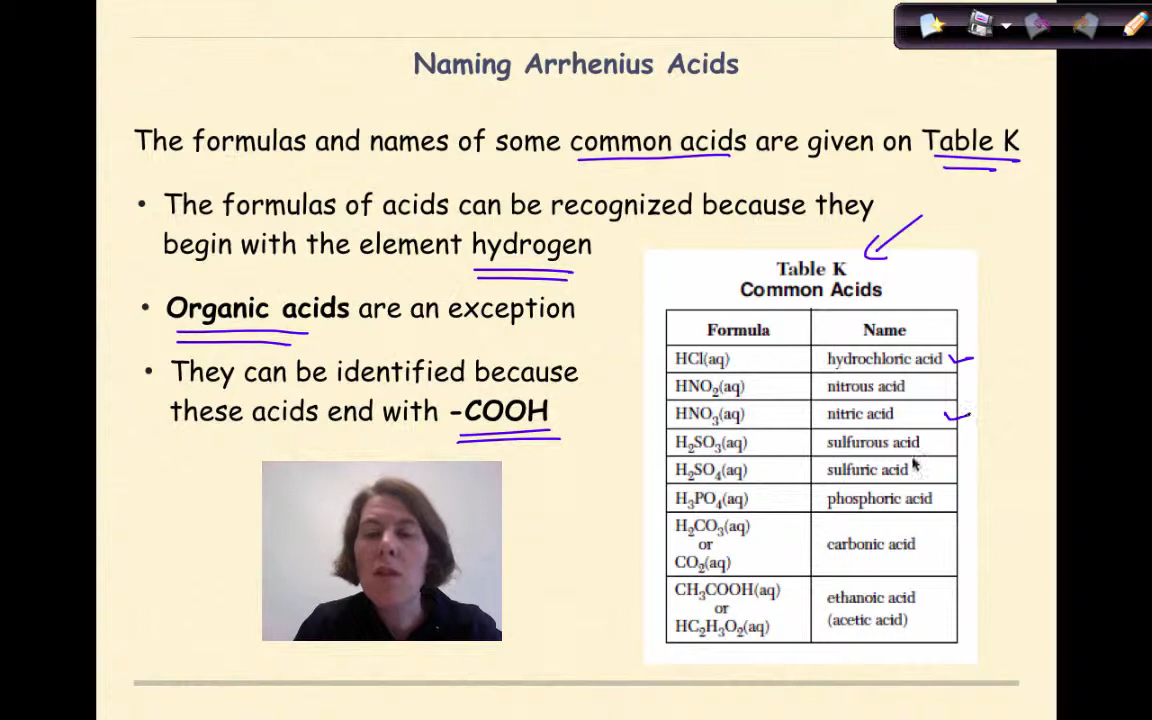 Naming Arrhenius Acids
The formulas and names of some common acids are given on Table K
• The formulas of acids can be recognized because they
begin with the element hydrogen
• Organic acids are an exception
• They can be identified because
these acids end with -COOH
Table K
Common Acids
Formula Name
HCl(aq) hydrochloric acid
HNO₂(aq) nitrous acid
HNO₃(aq) nitric acid
H₂SO₃(aq) sulfurous acid
H₂SO₄(aq) sulfuric acid
H₃PO₄(aq) phosphoric acid
H₂CO₃(aq)
or
CO₂(aq)
carbonic acid
CH₃COOH(aq)
or
HC₂H₃O₂(aq)
ethanoic acid
(acetic acid)